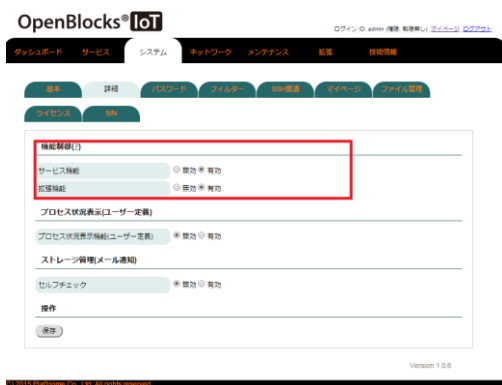 OpenBlocks® IoT
ログイン ID: admin (権限: 制限無し) マイページ ログアウト
ダッシュボード サービス システム ネットワーク メンテナンス 拡張 技術情報
基本 詳細 パスワード フィルター SSH関連 マイページ ファイル管理
ライセンス S/N
機能制御(?)
サービス機能 無効 有効
拡張機能 無効 有効
プロセス状況表示(ユーザー定義)
プロセス状況表示機能(ユーザー定義) 無効 有効
ストレージ管理(メール通知)
セルフチェック 無効 有効
操作
保存
Version 1.0.6
(C) 2015 PlatHome Co., Ltd. All rights reserved.